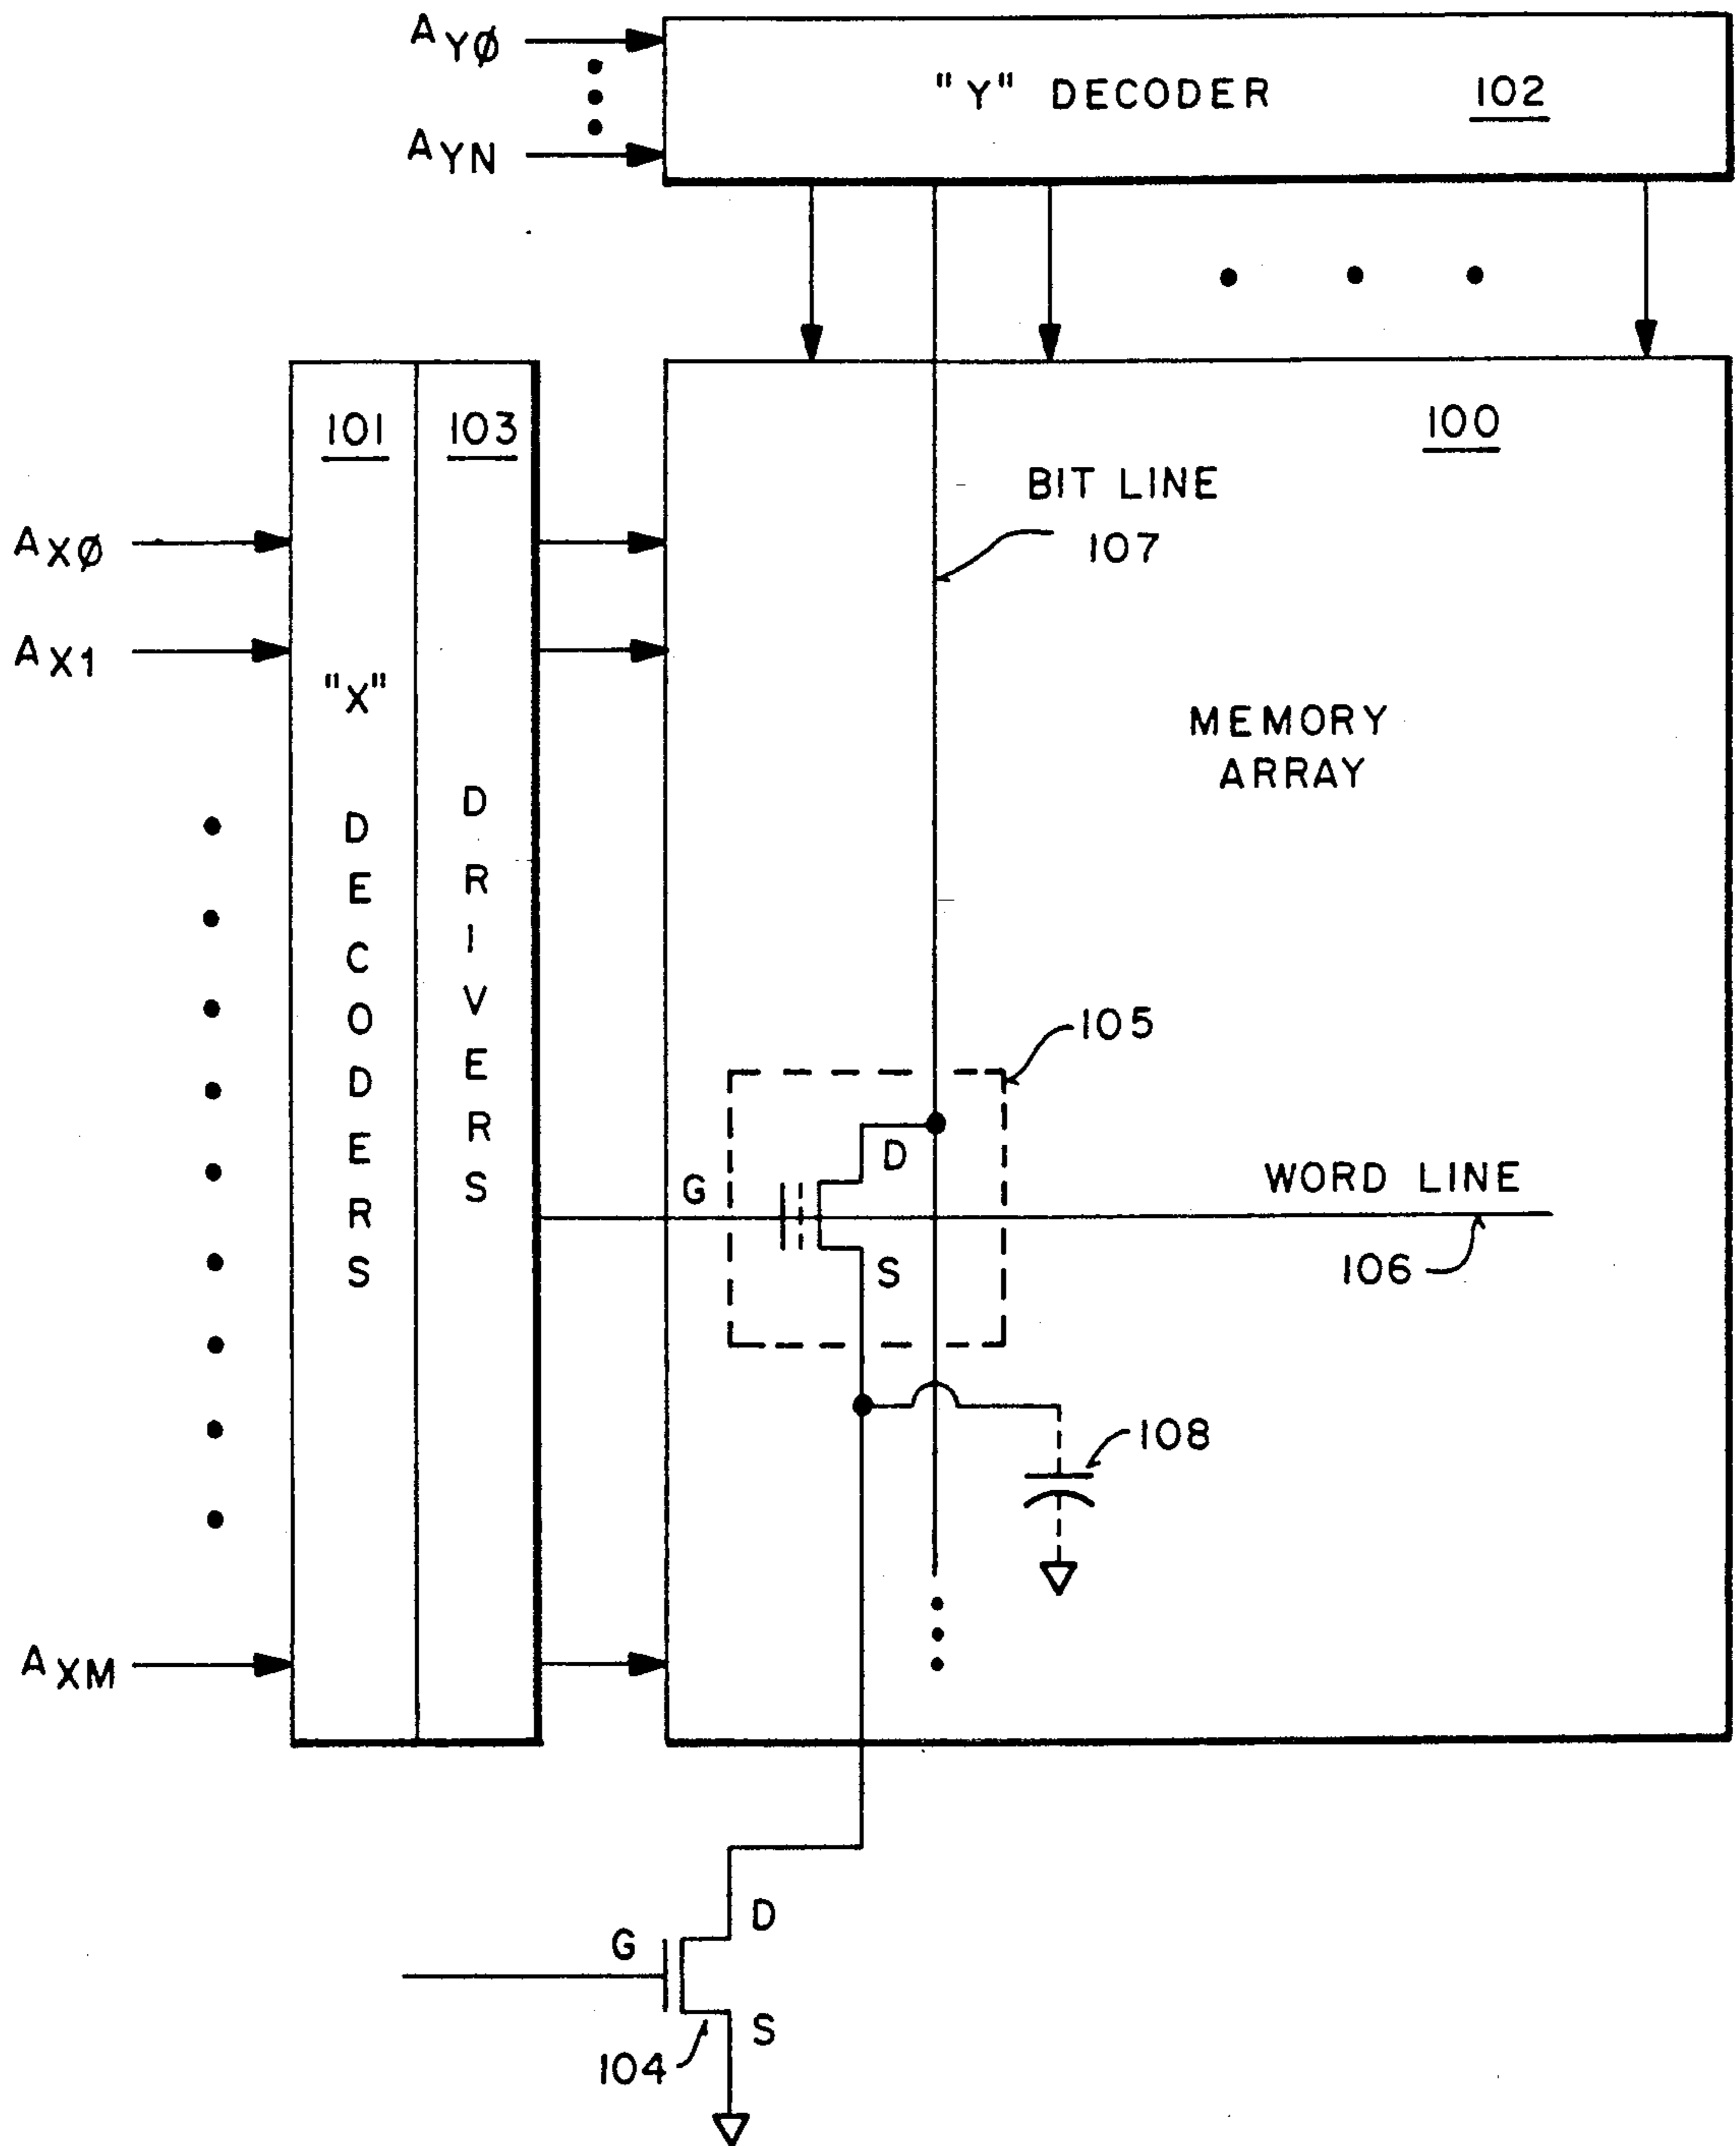 AYØ
"Y" DECODER 102
AYN
101 103
100
BIT LINE
107
AXØ
AX1
"X" DECODERS
DRIVERS
MEMORY
ARRAY
105
D
G
S
WORD LINE
106
108
AXM
D
G
S
104